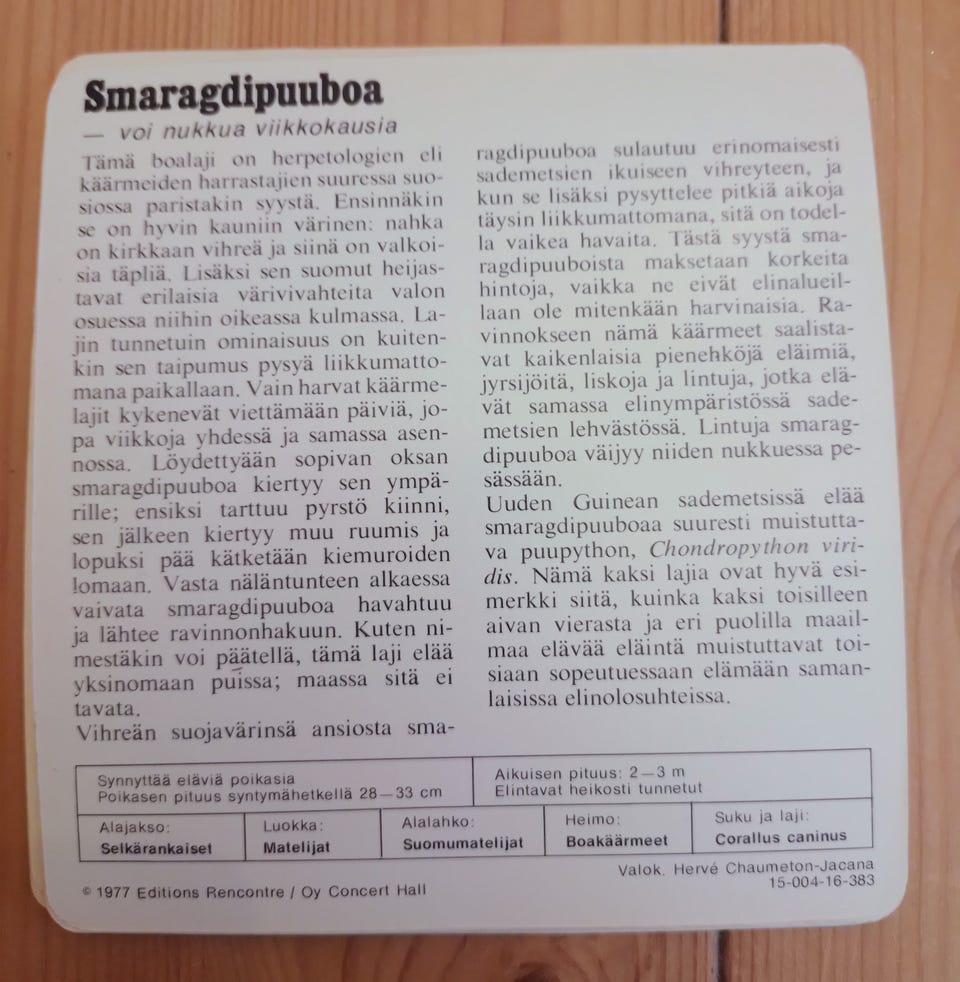 Smaragdipuuboa
— voi nukkua viikkokausia
Tämä boalaji on herpetologien eli
käärmeiden harrastajien suuressa suo-
siossa paristakin syystä. Ensinnäkin
se on hyvin kauniin värinen: nahka
on kirkkaan vihreä ja siinä on valkoi-
sia täpliä. Lisäksi sen suomut heijas-
tavat erilaisia värivivahteita valon
osuessa niihin oikeassa kulmassa. La-
jin tunnetuin ominaisuus on kuiten-
kin sen taipumus pysyä liikkumatto-
mana paikallaan. Vain harvat käärme-
lajit kykenevät viettämään päiviä, jo-
pa viikkoja yhdessä ja samassa asen-
nossa. Löydettyään sopivan oksan
smaragdipuuboa kiertyy sen ympä-
rille; ensiksi tarttuu pyrstö kiinni,
sen jälkeen kiertyy muu ruumis ja
lopuksi pää kätketään kiemuroiden
lomaan. Vasta näläntunteen alkaessa
vaivata smaragdipuuboa havahtuu
ja lähtee ravinnonhakuun. Kuten ni-
mestäkin voi päätellä, tämä laji elää
yksinomaan puissa; maassa sitä ei
tavata.
Vihreän suojavärinsä ansiosta sma-
ragdipuuboa sulautuu erinomaisesti
sademetsien ikuiseen vihreyteen, ja
kun se lisäksi pysyttelee pitkiä aikoja
täysin liikkumattomana, sitä on todel-
la vaikea havaita. Tästä syystä sma-
ragdipuuboista maksetaan korkeita
hintoja, vaikka ne eivät elinalueil-
laan ole mitenkään harvinaisia. Ra-
vinnokseen nämä käärmeet saalista-
vat kaikenlaisia pienehköjä eläimiä,
jyrsijöitä, liskoja ja lintuja, jotka elä-
vät samassa elinympäristössä sade-
metsien lehvästössä. Lintuja smarag-
dipuuboa väijyy niiden nukkuessa pe-
sässään.
Uuden Guinean sademetsissä elää
smaragdipuuboaa suuresti muistutta-
va puupython, Chondropython viri-
dis. Nämä kaksi lajia ovat hyvä esi-
merkki siitä, kuinka kaksi toisilleen
aivan vierasta ja eri puolilla maail-
maa elävää eläintä muistuttavat toi-
siaan sopeutuessaan elämään saman-
laisissa elinolosuhteissa.
Synnyttää eläviä poikasia
Poikasen pituus syntymähetkellä 28—33 cm
Aikuisen pituus: 2—3 m
Elintavat heikosti tunnetut
Alajakso:
Selkärankaiset
Luokka:
Matelijat
Alalahko:
Suomumatelijat
Heimo:
Boakäärmeet
Suku ja laji:
Corallus caninus
© 1977 Editions Rencontre / Oy Concert Hall
Valok. Hervé Chaumeton-Jacana
15-004-16-383